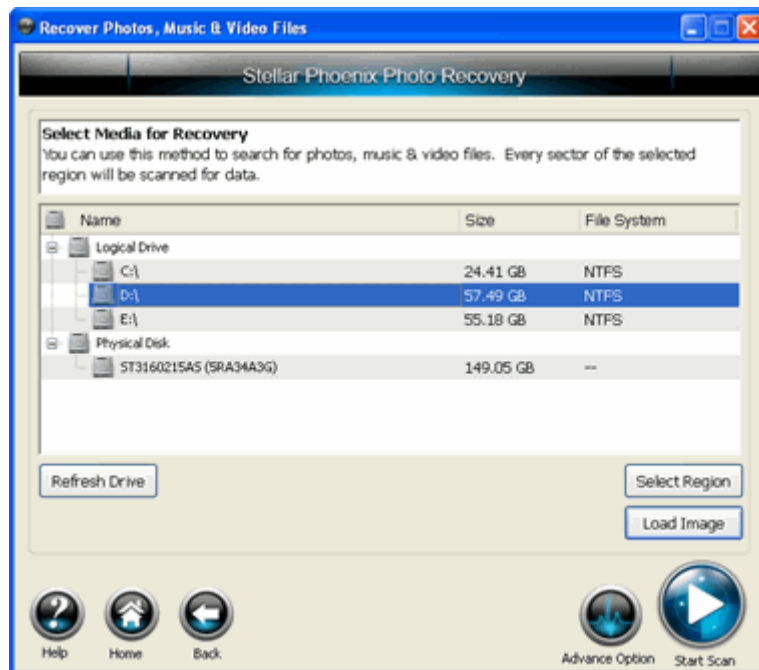 Recover Photos, Music & Video Files
Stellar Phoenix Photo Recovery
Select Media for Recovery
You can use this method to search for photos, music & video files. Every sector of the selected
region will be scanned for data.
Name Size File System
Logical Drive
C:\ 24.41 GB NTFS
D:\ 57.49 GB NTFS
E:\ 55.18 GB NTFS
Physical Disk
ST3160215AS (5RA34A3G) 149.05 GB --
Refresh Drive Select Region
Load Image
Help Home Back Advance Option Start Scan